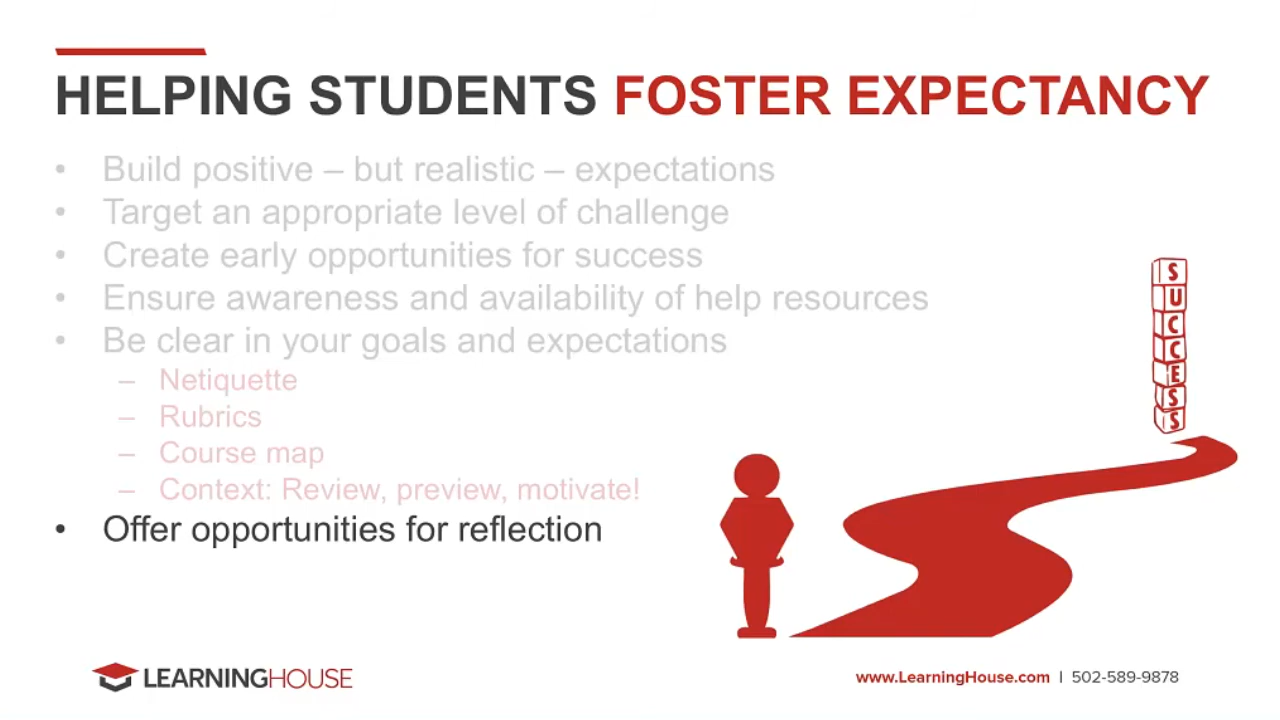 HELPING STUDENTS FOSTER EXPECTANCY
• Build positive – but realistic – expectations
• Target an appropriate level of challenge
• Create early opportunities for success
• Ensure awareness and availability of help resources
• Be clear in your goals and expectations
– Netiquette
– Rubrics
– Course map
– Context: Review, preview, motivate!
• Offer opportunities for reflection
S
U
C
C
E
S
S
LEARNINGHOUSE
www.LearningHouse.com | 502-589-9878